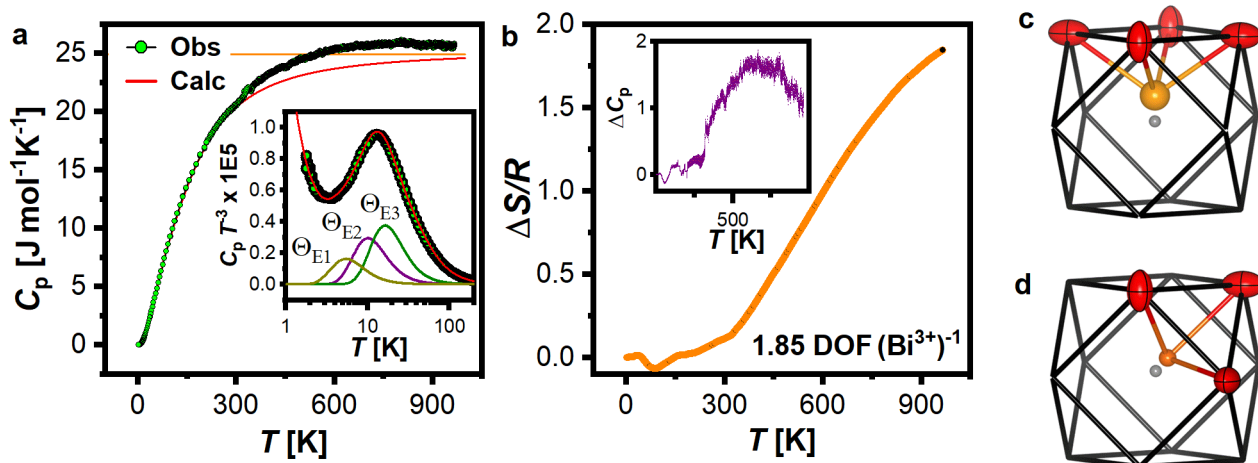 a
Obs
Calc
C_p [J mol⁻¹K⁻¹]
25
20
15
10
5
0
0 300 600 900
T [K]
C_p T⁻³ x 1E5
1.0
0.8
0.6
0.4
0.2
0.0
Θ_E1
Θ_E2
Θ_E3
1 10 100
T [K]
b
ΔS/R
2.0
1.5
1.0
0.5
0.0
0 300 600 900
T [K]
1.85 DOF (Bi³⁺)⁻¹
ΔC_p
2
1
0
500
T [K]
c
d